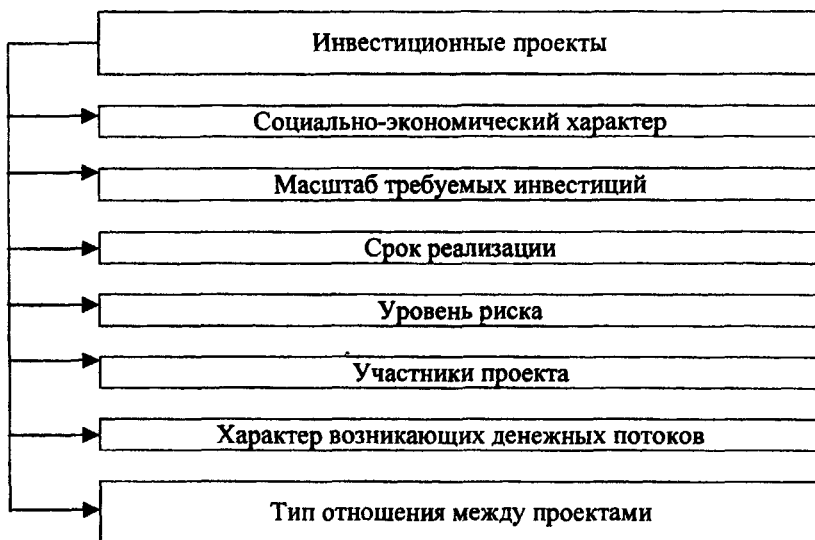 Инвестиционные проекты
Социально-экономический характер
Масштаб требуемых инвестиций
Срок реализации
Уровень риска
Участники проекта
Характер возникающих денежных потоков
Тип отношения между проектами